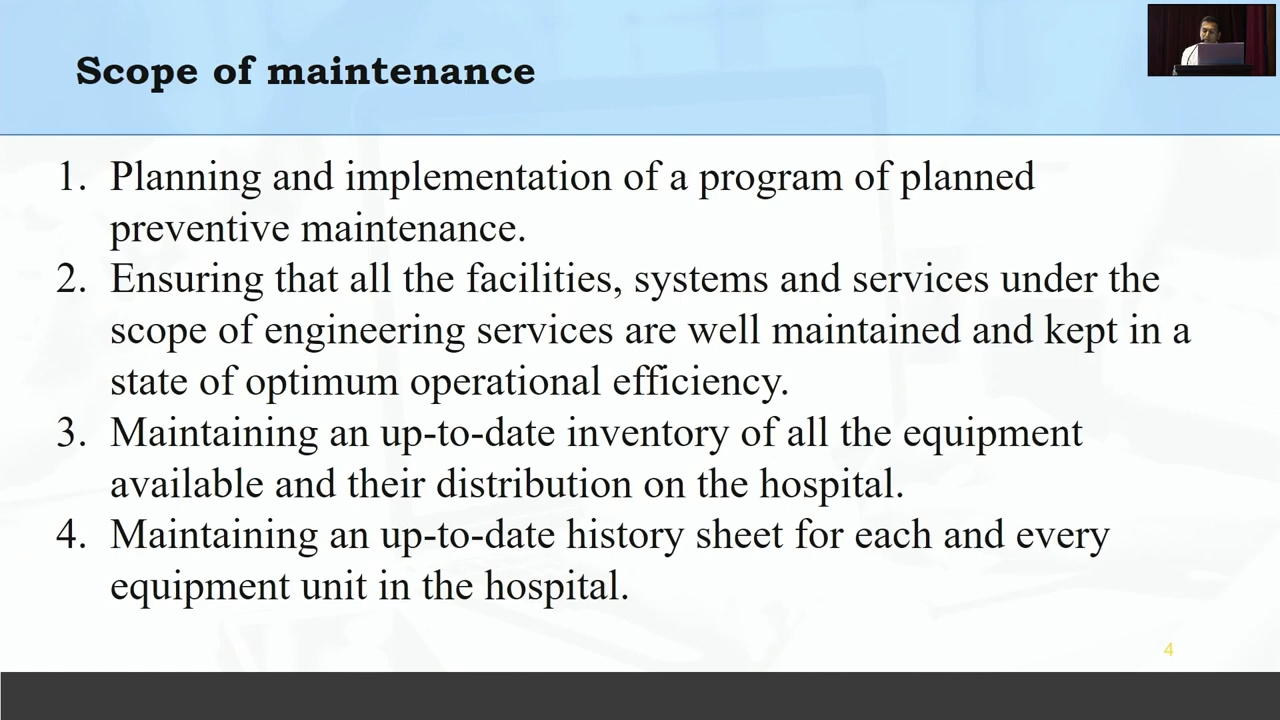 Scope of maintenance
1. Planning and implementation of a program of planned
preventive maintenance.
2. Ensuring that all the facilities, systems and services under the
scope of engineering services are well maintained and kept in a
state of optimum operational efficiency.
3. Maintaining an up-to-date inventory of all the equipment
available and their distribution on the hospital.
4. Maintaining an up-to-date history sheet for each and every
equipment unit in the hospital.
4